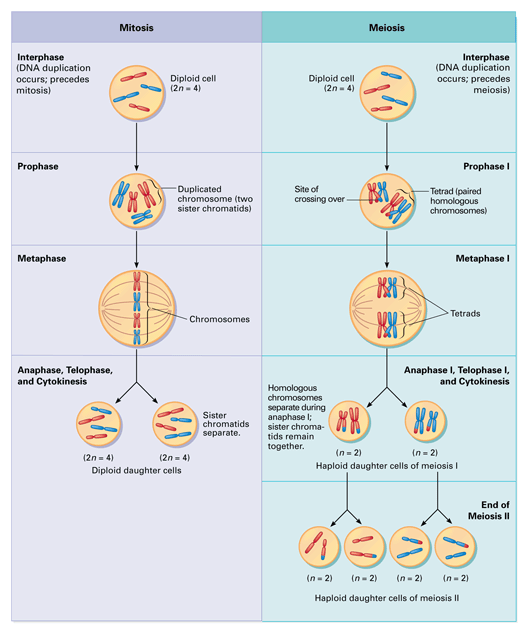 Mitosis
Meiosis
Interphase
(DNA duplication
occurs; precedes
mitosis)
Diploid cell
(2n = 4)
Diploid cell
(2n = 4)
Interphase
(DNA duplication
occurs; precedes
meiosis)
Prophase
Duplicated
chromosome (two
sister chromatids)
Prophase I
Site of
crossing over
Tetrad (paired
homologous
chromosomes)
Metaphase
Chromosomes
Metaphase I
Tetrads
Anaphase, Telophase,
and Cytokinesis
Sister
chromatids
separate.
(2n = 4)
(2n = 4)
Diploid daughter cells
Anaphase I, Telophase I,
and Cytokinesis
Homologous
chromosomes
separate during
anaphase I;
sister chroma-
tids remain
together.
(n = 2)
(n = 2)
Haploid daughter cells of meiosis I
End of
Meiosis II
(n = 2)
(n = 2)
(n = 2)
(n = 2)
Haploid daughter cells of meiosis II